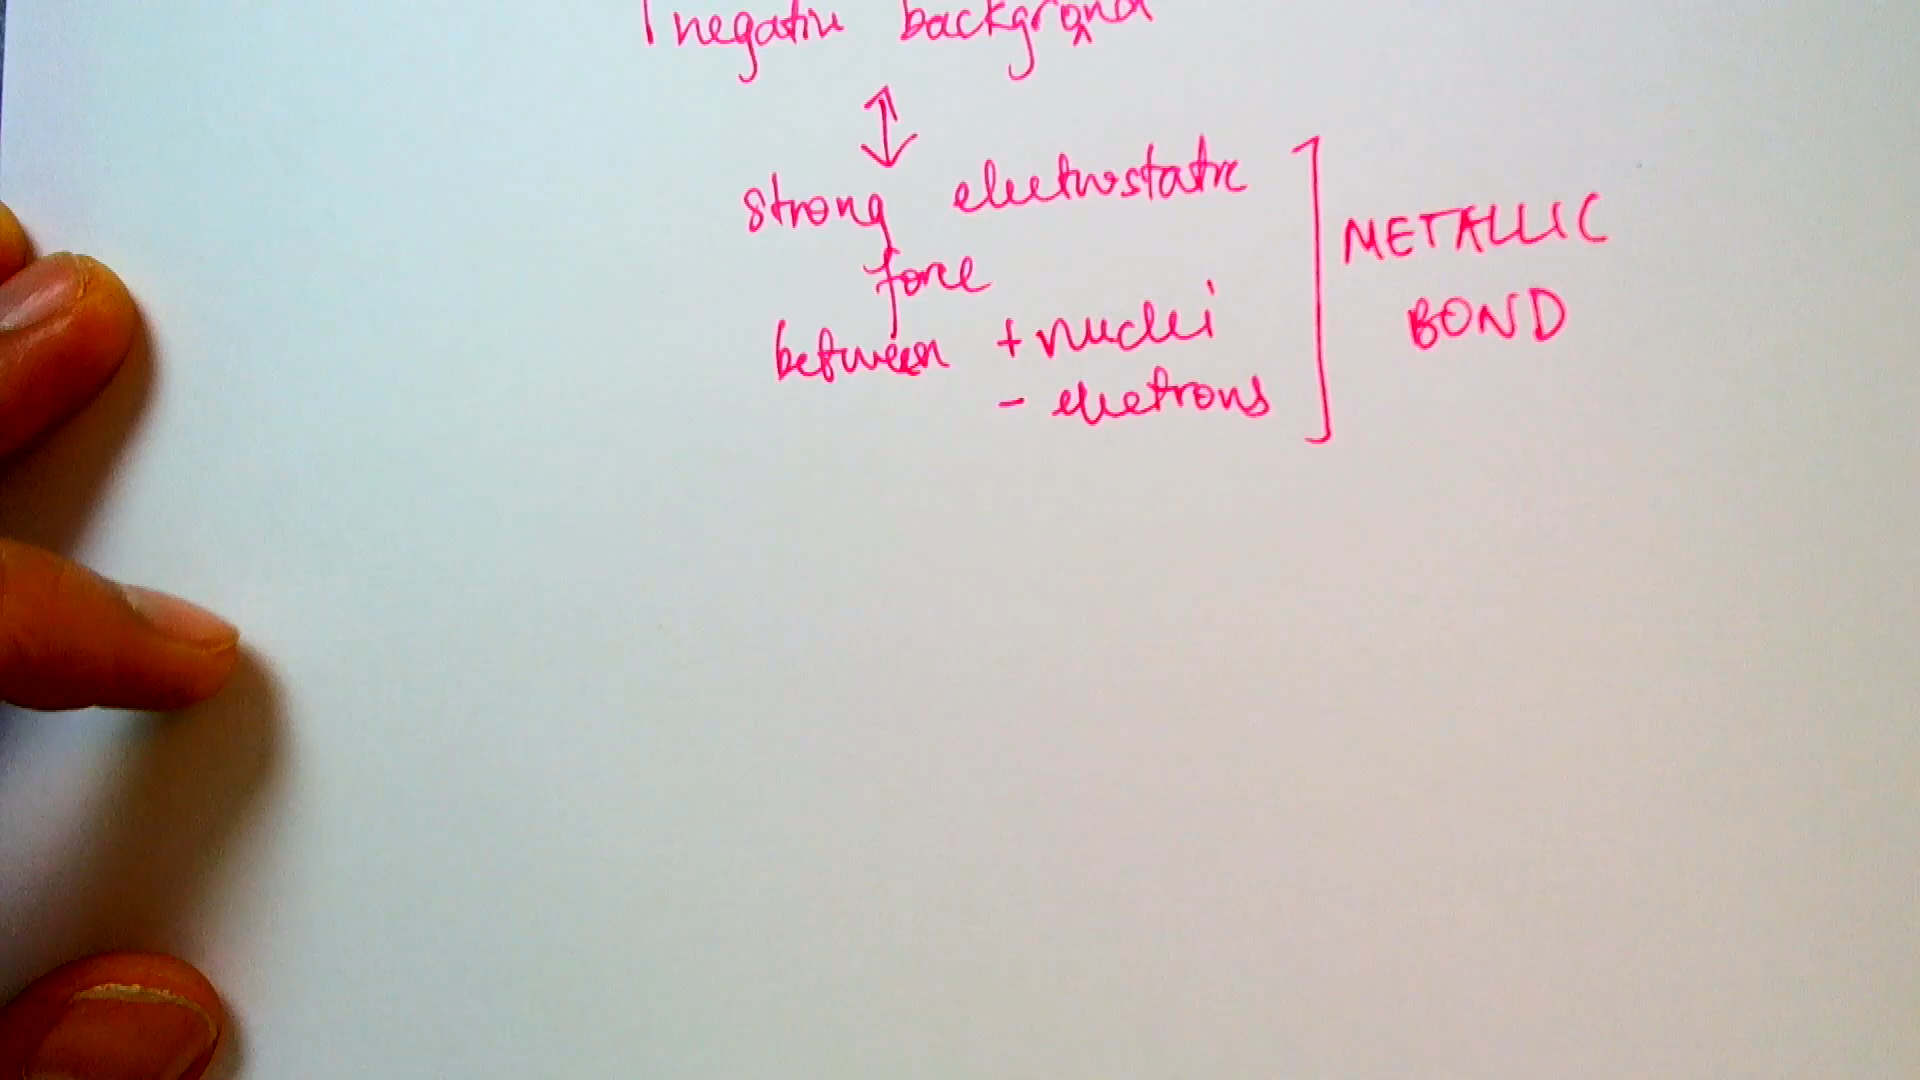 negative background
strong electrostatic
force
between + nuclei
- electrons
METALLIC
BOND